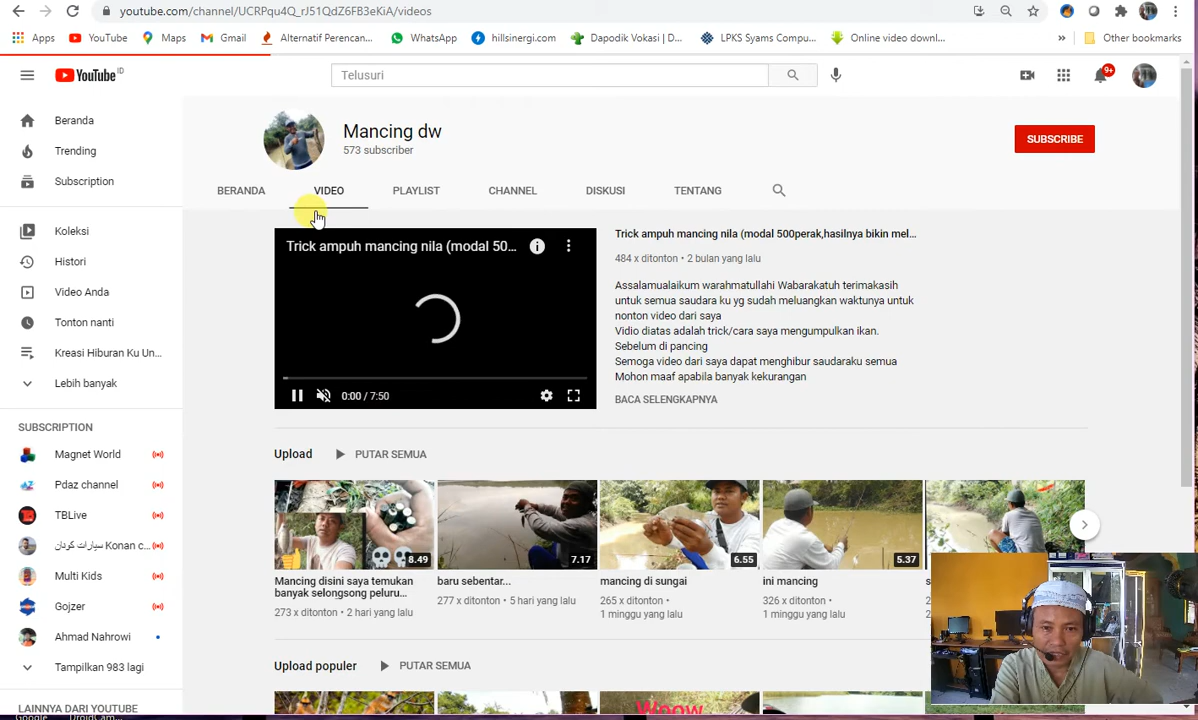 youtube.com/channel/UCRPqu4Q_rJ51QdZ6FB3eKiA/videos
Apps YouTube Maps Gmail Alternatif Perencan... WhatsApp hillsinergi.com Dapodik Vokasi | D... LPKS Syams Compu... Online video downl... » Other bookmarks
YouTube ID
Telusuri
9+
Beranda
Trending
Subscription
Koleksi
Histori
Video Anda
Tonton nanti
Kreasi Hiburan Ku Un...
Lebih banyak
SUBSCRIPTION
Magnet World
Pdaz channel
TBLive
سيارات كودان Konan c...
Multi Kids
Gojzer
Ahmad Nahrowi
Tampilkan 983 lagi
LAINNYA DARI YOUTUBE
Google DroidCam...
Mancing dw
573 subscriber
SUBSCRIBE
BERANDA VIDEO PLAYLIST CHANNEL DISKUSI TENTANG
Trick ampuh mancing nila (modal 50...
0:00 / 7:50
Trick ampuh mancing nila (modal 500perak,hasilnya bikin mel...
484 x ditonton • 2 bulan yang lalu
Assalamualaikum warahmatullahi Wabarakatuh terimakasih
untuk semua saudara ku yg sudah meluangkan waktunya untuk
nonton video dari saya
Vidio diatas adalah trick/cara saya mengumpulkan ikan.
Sebelum di pancing
Semoga video dari saya dapat menghibur saudaraku semua
Mohon maaf apabila banyak kekurangan
BACA SELENGKAPNYA
Upload PUTAR SEMUA
8.49
Mancing disini saya temukan
banyak selongsong peluru...
273 x ditonton • 2 hari yang lalu
7.17
baru sebentar...
277 x ditonton • 5 hari yang lalu
6.55
mancing di sungai
265 x ditonton •
1 minggu yang lalu
5.37
ini mancing
326 x ditonton •
1 minggu yang lalu
Upload populer PUTAR SEMUA
Woow